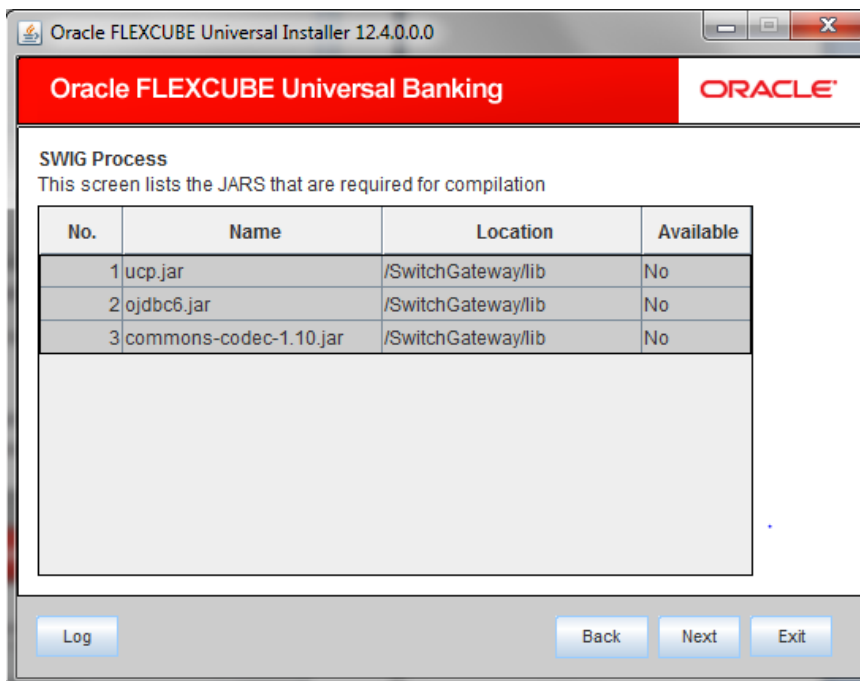 Oracle FLEXCUBE Universal Installer 12.4.0.0.0
Oracle FLEXCUBE Universal Banking ORACLE
SWIG Process
This screen lists the JARS that are required for compilation
No. Name Location Available
1 ucp.jar /SwitchGateway/lib No
2 ojdbc6.jar /SwitchGateway/lib No
3 commons-codec-1.10.jar /SwitchGateway/lib No
Log Back Next Exit